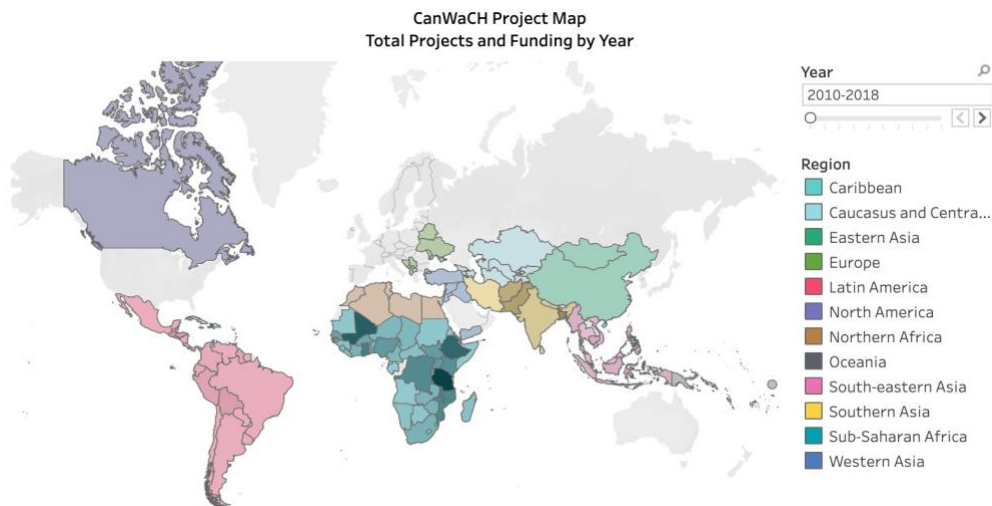 CanWaCH Project Map
Total Projects and Funding by Year
Year
2010-2018
Region
Caribbean
Caucasus and Centra...
Eastern Asia
Europe
Latin America
North America
Northern Africa
Oceania
South-eastern Asia
Southern Asia
Sub-Saharan Africa
Western Asia